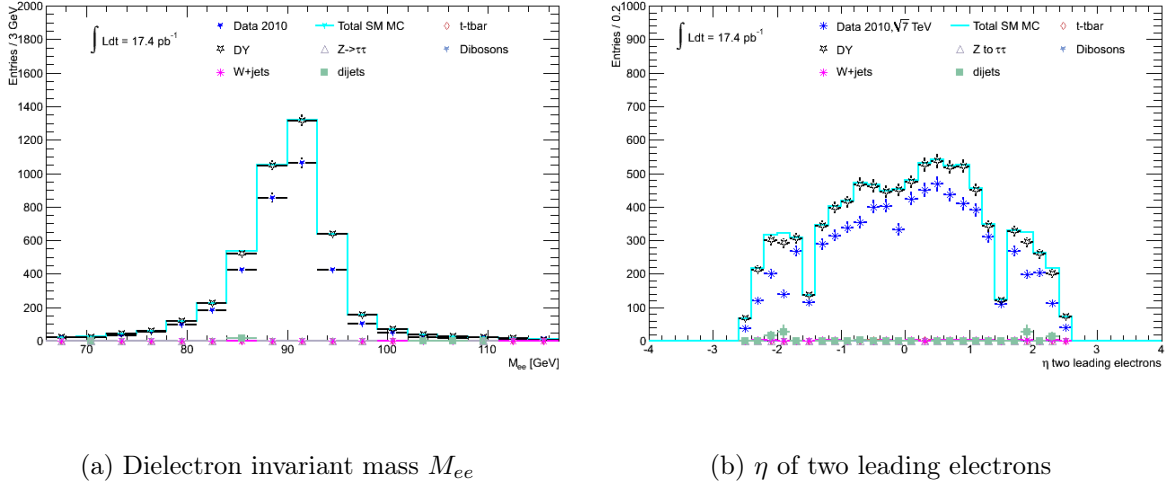 Entries / 3 GeV
2000
1800
1600
1400
1200
1000
800
600
400
200
0
∫ Ldt = 17.4 pb⁻¹
Data 2010
Total SM MC
t-tbar
DY
Z->ττ
Dibosons
W+jets
dijets
70 80 90 100 110
M_ee [GeV]
Entries / 0.2
1000
900
800
700
600
500
400
300
200
100
0
∫ Ldt = 17.4 pb⁻¹
Data 2010,√7 TeV
Total SM MC
t-tbar
DY
Z to ττ
Dibosons
W+jets
dijets
-4 -3 -2 -1 0 1 2 3 4
η two leading electrons
(a) Dielectron invariant mass M_ee
(b) η of two leading electrons